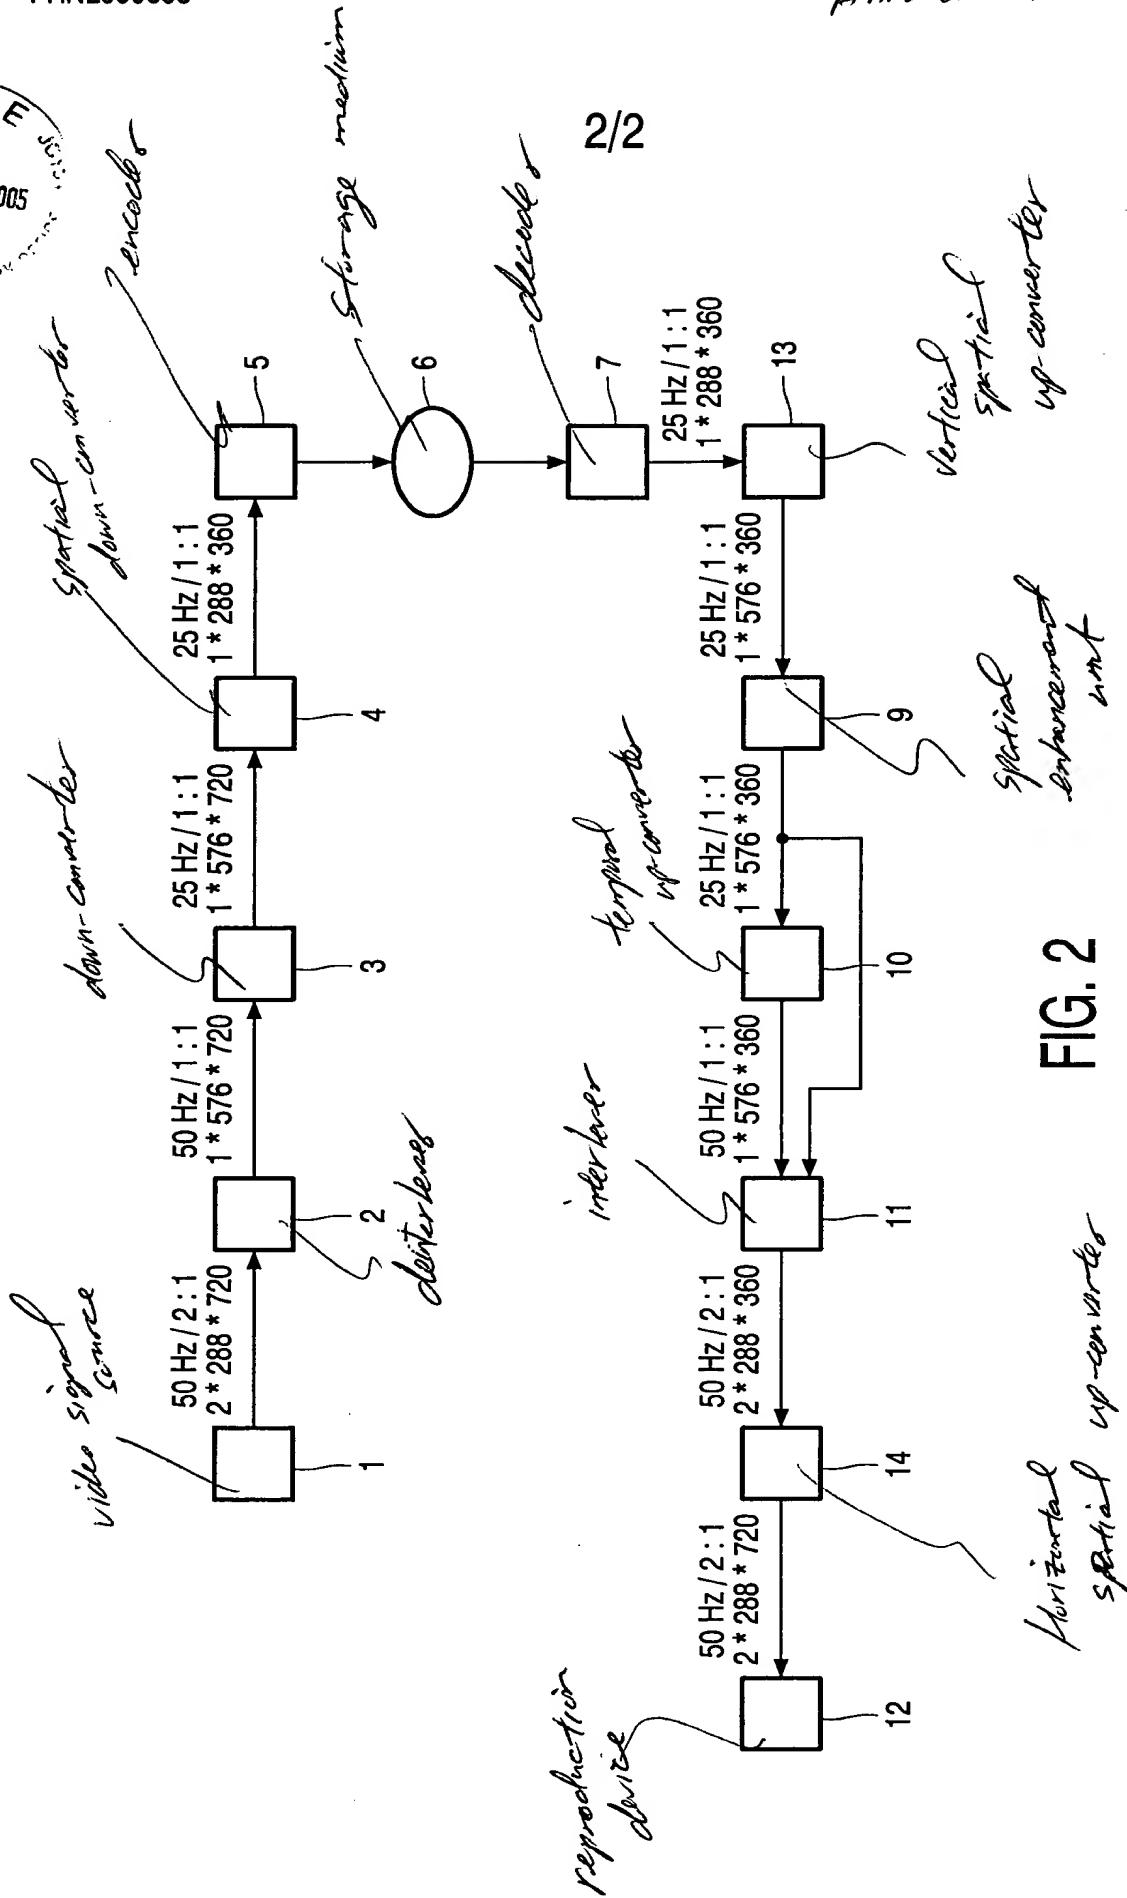 2/2
E
005
video signal
source
50 Hz / 2 : 1
2 * 288 * 720
1
deinterlacer
2
50 Hz / 1 : 1
1 * 576 * 720
down-converter
3
25 Hz / 1 : 1
1 * 576 * 720
spatial
down-converter
4
25 Hz / 1 : 1
1 * 288 * 360
encoder
5
storage medium
6
decoder
7
25 Hz / 1 : 1
1 * 288 * 360
13
vertical
spatial
up-converter
25 Hz / 1 : 1
1 * 576 * 360
9
spatial
enhancement
unit
25 Hz / 1 : 1
1 * 576 * 360
temporal
up-converter
10
50 Hz / 1 : 1
1 * 576 * 360
interlacer
11
50 Hz / 2 : 1
2 * 288 * 360
14
Horizontal
spatial up-converter
50 Hz / 2 : 1
2 * 288 * 720
reproduction
device
12
FIG. 2